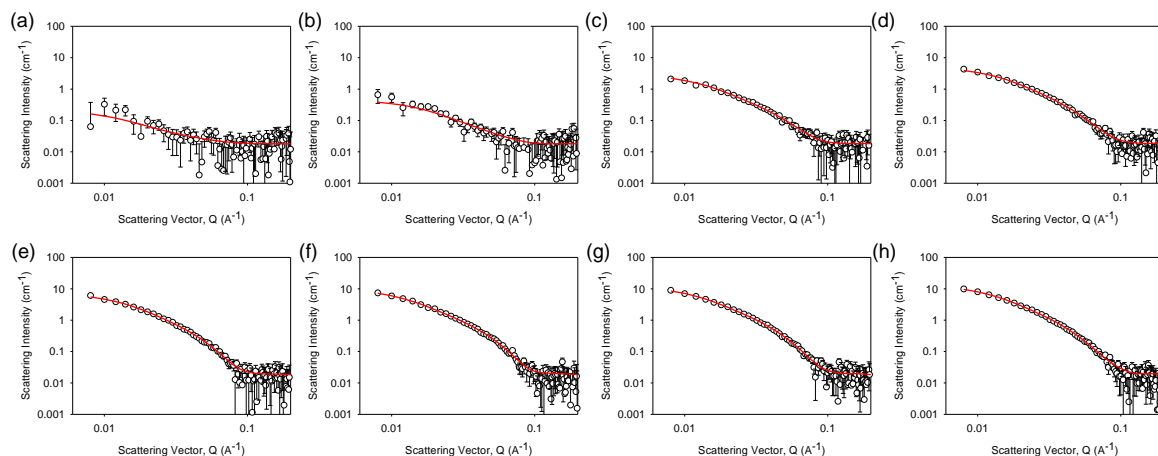 (a) (b) (c) (d)
100 100 100 100
10 10 10 10
1 1 1 1
0.1 0.1 0.1 0.1
0.01 0.01 0.01 0.01
0.001 0.001 0.001 0.001
Scattering Intensity (cm⁻¹) Scattering Intensity (cm⁻¹) Scattering Intensity (cm⁻¹) Scattering Intensity (cm⁻¹)
0.01 0.1 0.01 0.1 0.01 0.1 0.01 0.1
Scattering Vector, Q (A⁻¹) Scattering Vector, Q (A⁻¹) Scattering Vector, Q (A⁻¹) Scattering Vector, Q (A⁻¹)
(e) (f) (g) (h)
100 100 100 100
10 10 10 10
1 1 1 1
0.1 0.1 0.1 0.1
0.01 0.01 0.01 0.01
0.001 0.001 0.001 0.001
Scattering Intensity (cm⁻¹) Scattering Intensity (cm⁻¹) Scattering Intensity (cm⁻¹) Scattering Intensity (cm⁻¹)
0.01 0.1 0.01 0.1 0.01 0.1 0.01 0.1
Scattering Vector, Q (A⁻¹) Scattering Vector, Q (A⁻¹) Scattering Vector, Q (A⁻¹) Scattering Vector, Q (A⁻¹)